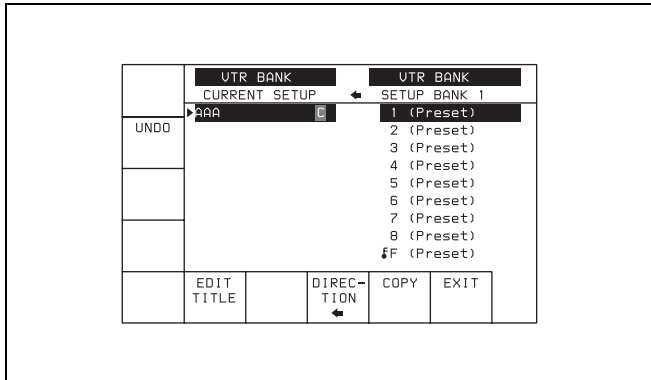 VTR BANK VTR BANK
CURRENT SETUP ← SETUP BANK 1
▶AAA C 1 (Preset)
UNDO 2 (Preset)
3 (Preset)
4 (Preset)
5 (Preset)
6 (Preset)
7 (Preset)
8 (Preset)
F (Preset)
EDIT TITLE
DIREC-TION ←
COPY
EXIT